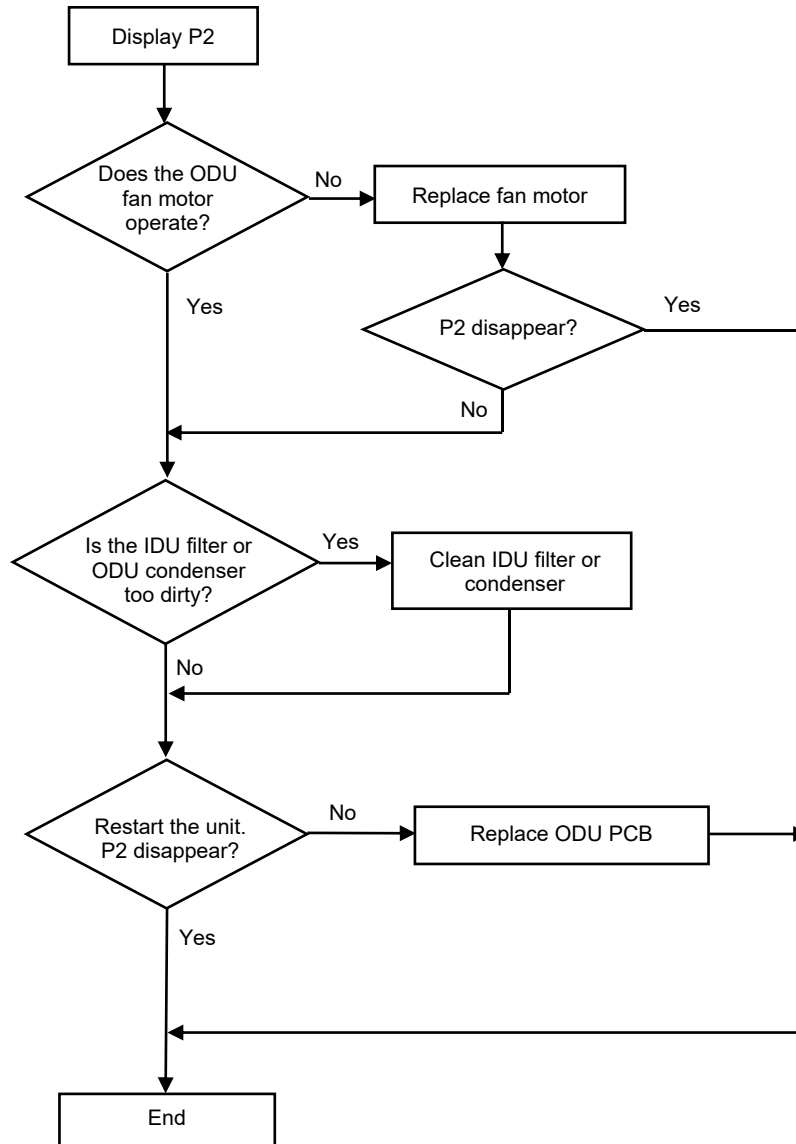 Display P2
Does the ODU
fan motor
operate?
No
Replace fan motor
Yes
P2 disappear?
Yes
No
Is the IDU filter or
ODU condenser
too dirty?
Yes
Clean IDU filter or
condenser
No
Restart the unit.
P2 disappear?
No
Replace ODU PCB
Yes
End